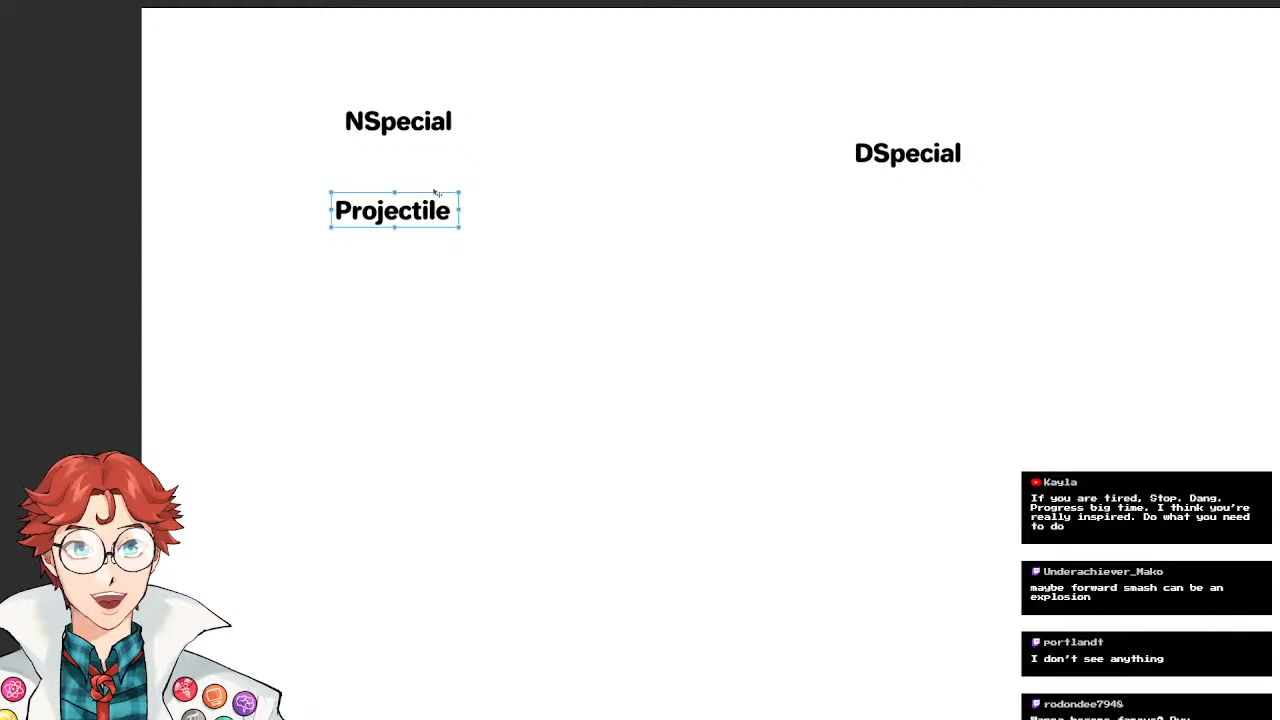 NSpecial
DSpecial
Projectile
Kayla
If you are tired, Stop. Dang.
Progress big time. I think you're
really inspired. Do what you need
to do
Underachiever_Mako
maybe forward smash can be an
explosion
portlandt
I don't see anything
rodondee7948